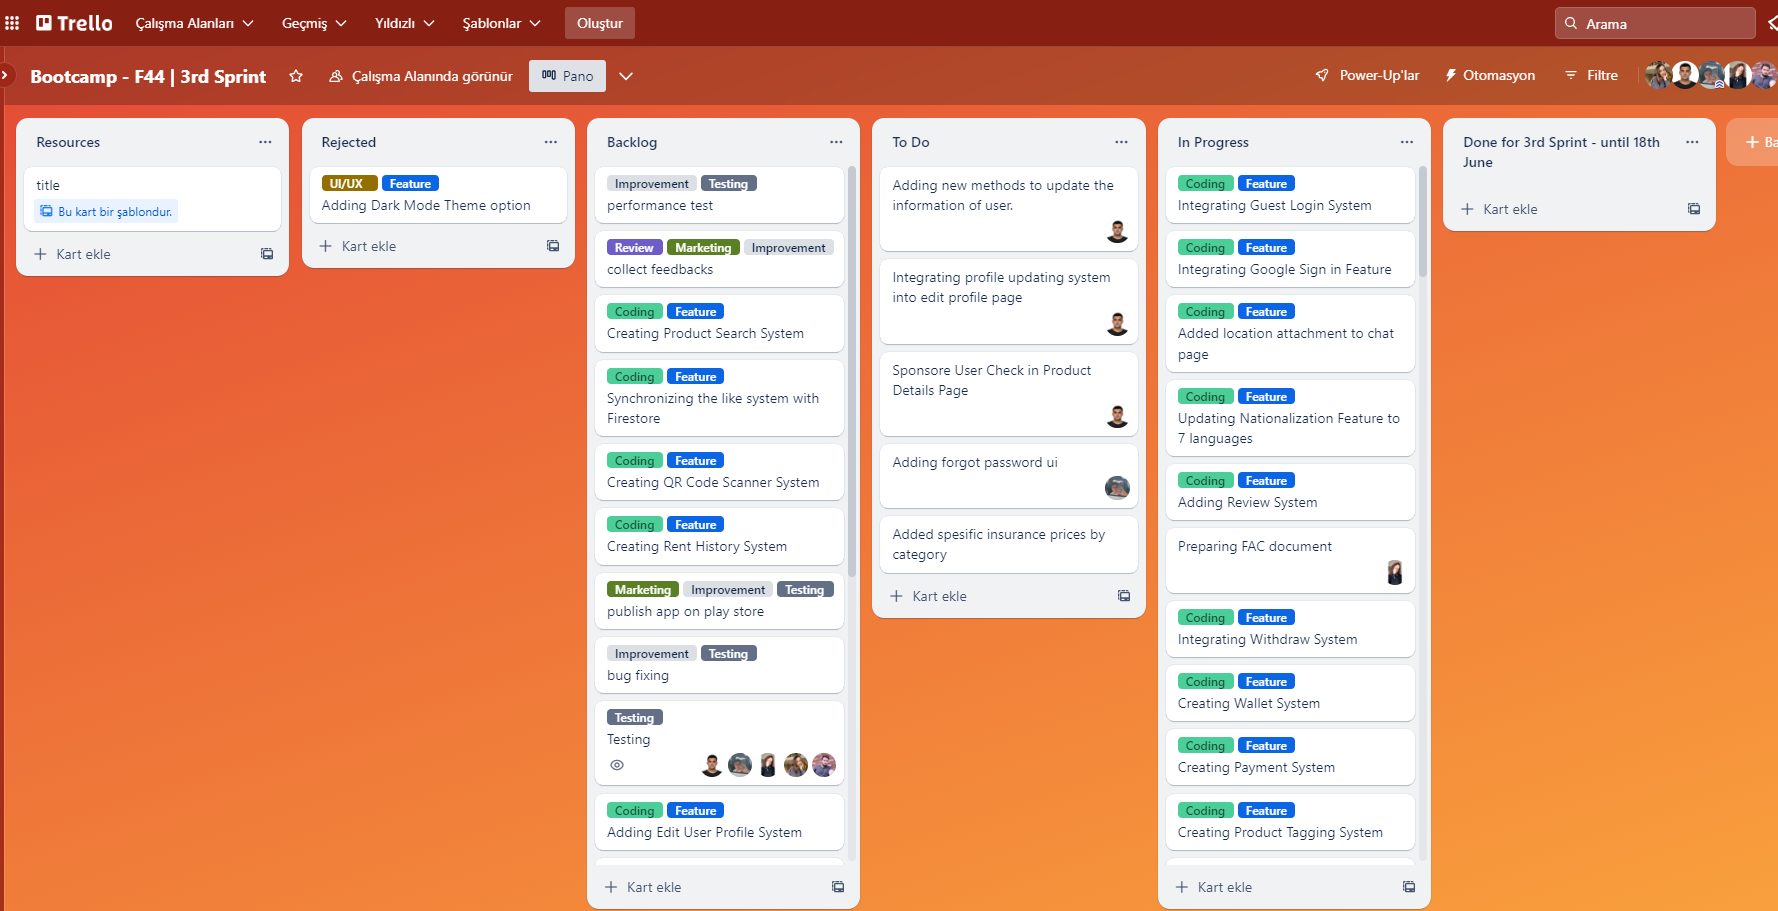 Trello
Çalışma Alanları
Geçmiş
Yıldızlı
Şablonlar
Oluştur
Arama
Bootcamp - F44 | 3rd Sprint
Çalışma Alanında görünür
Pano
Power-Up'lar
Otomasyon
Filtre
Resources
title
Bu kart bir şablondur.
Kart ekle
Rejected
UI/UX Feature
Adding Dark Mode Theme option
Kart ekle
Backlog
Improvement Testing
performance test
Review Marketing Improvement
collect feedbacks
Coding Feature
Creating Product Search System
Coding Feature
Synchronizing the like system with
Firestore
Coding Feature
Creating QR Code Scanner System
Coding Feature
Creating Rent History System
Marketing Improvement Testing
publish app on play store
Improvement Testing
bug fixing
Testing
Testing
Coding Feature
Adding Edit User Profile System
Kart ekle
To Do
Adding new methods to update the
information of user.
Integrating profile updating system
into edit profile page
Sponsore User Check in Product
Details Page
Adding forgot password ui
Added spesific insurance prices by
category
Kart ekle
In Progress
Coding Feature
Integrating Guest Login System
Coding Feature
Integrating Google Sign in Feature
Coding Feature
Added location attachment to chat
page
Coding Feature
Updating Nationalization Feature to
7 languages
Coding Feature
Adding Review System
Preparing FAC document
Coding Feature
Integrating Withdraw System
Coding Feature
Creating Wallet System
Coding Feature
Creating Payment System
Coding Feature
Creating Product Tagging System
Kart ekle
Done for 3rd Sprint - until 18th
June
Kart ekle